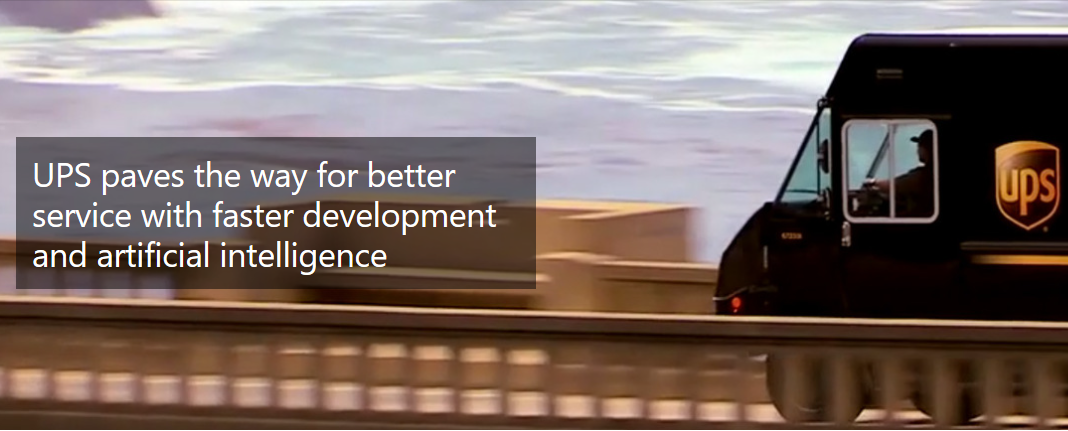 UPS paves the way for better
service with faster development
and artificial intelligence
ups